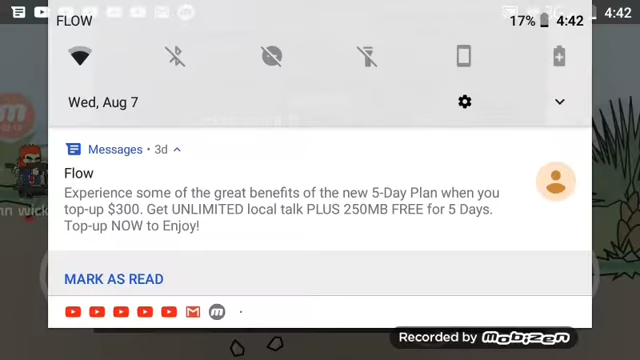 4:42
FLOW
17% 4:42
Wed, Aug 7
Messages • 3d
Flow
Experience some of the great benefits of the new 5-Day Plan when you
top-up $300. Get UNLIMITED local talk PLUS 250MB FREE for 5 Days.
Top-up NOW to Enjoy!
MARK AS READ
Recorded by mobizen